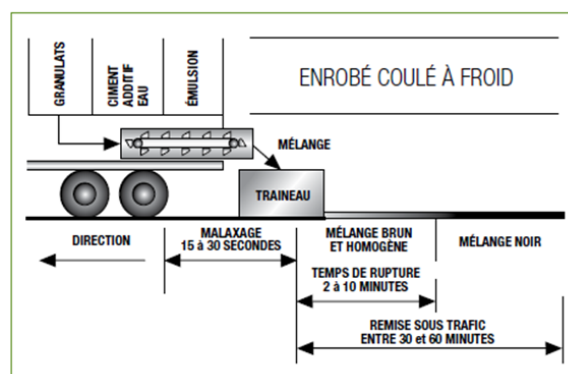 GRANULATS
CIMENT
ADDITIF
EAU
ÉMULSION
ENROBÉ COULÉ À FROID
MÉLANGE
TRAINEAU
DIRECTION
MALAXAGE
15 à 30 SECONDES
MÉLANGE BRUN
ET HOMOGÈNE
MÉLANGE NOIR
TEMPS DE RUPTURE
2 à 10 MINUTES
REMISE SOUS TRAFIC
ENTRE 30 et 60 MINUTES